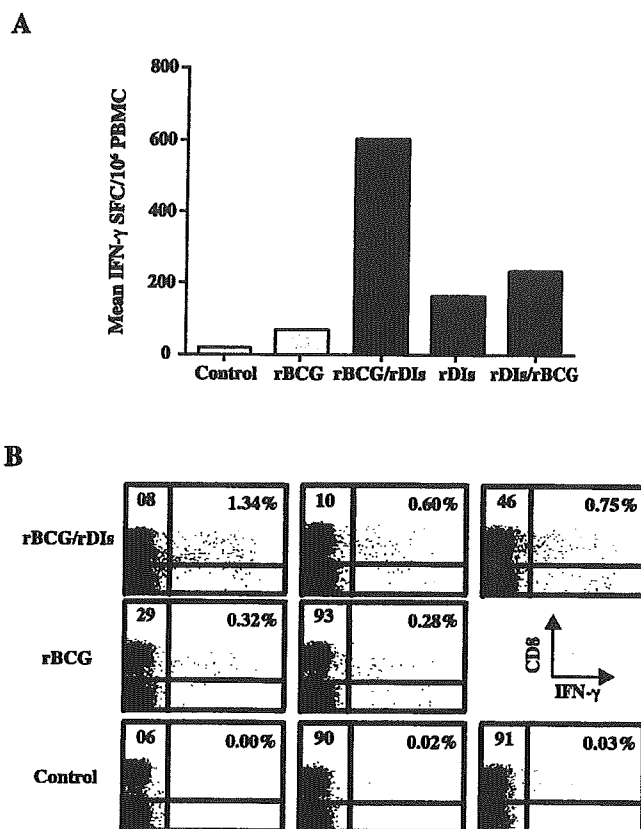 A
Mean IFN-γ SFC/10⁶ PBMC
800
600
400
200
0
Control rBCG rBCG/rDIs rDIs rDIs/rBCG
B
rBCG/rDIs
08 1.34%
10 0.60%
46 0.75%
rBCG
29 0.32%
93 0.28%
CD8
IFN-γ
Control
06 0.00%
90 0.02%
91 0.03%